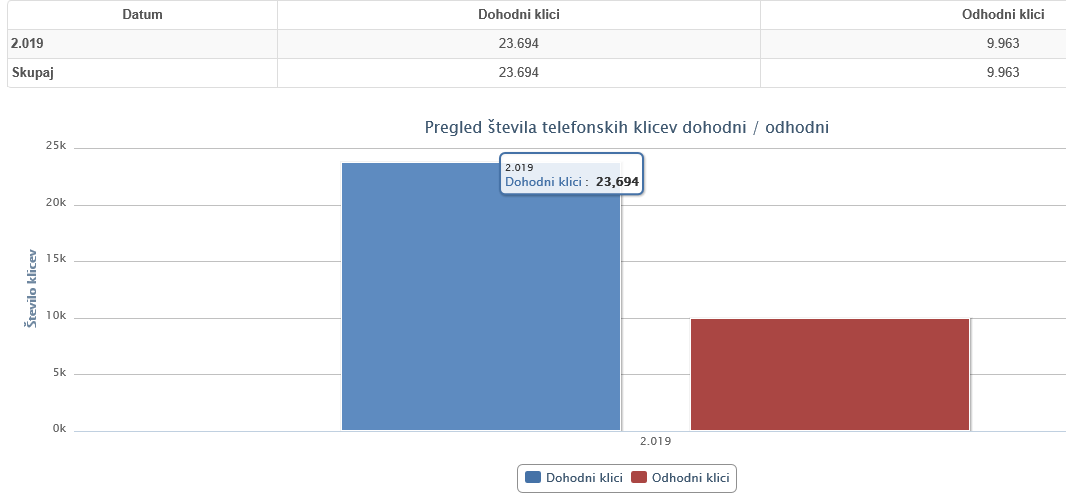 Datum Dohodni klici Odhodni klici
2.019 23.694 9.963
Skupaj 23.694 9.963
Pregled števila telefonskih klicev dohodni / odhodni
25k
20k
15k
10k
5k
0k
Število klicev
2.019
Dohodni klici : 23,694
2.019
Dohodni klici Odhodni klici